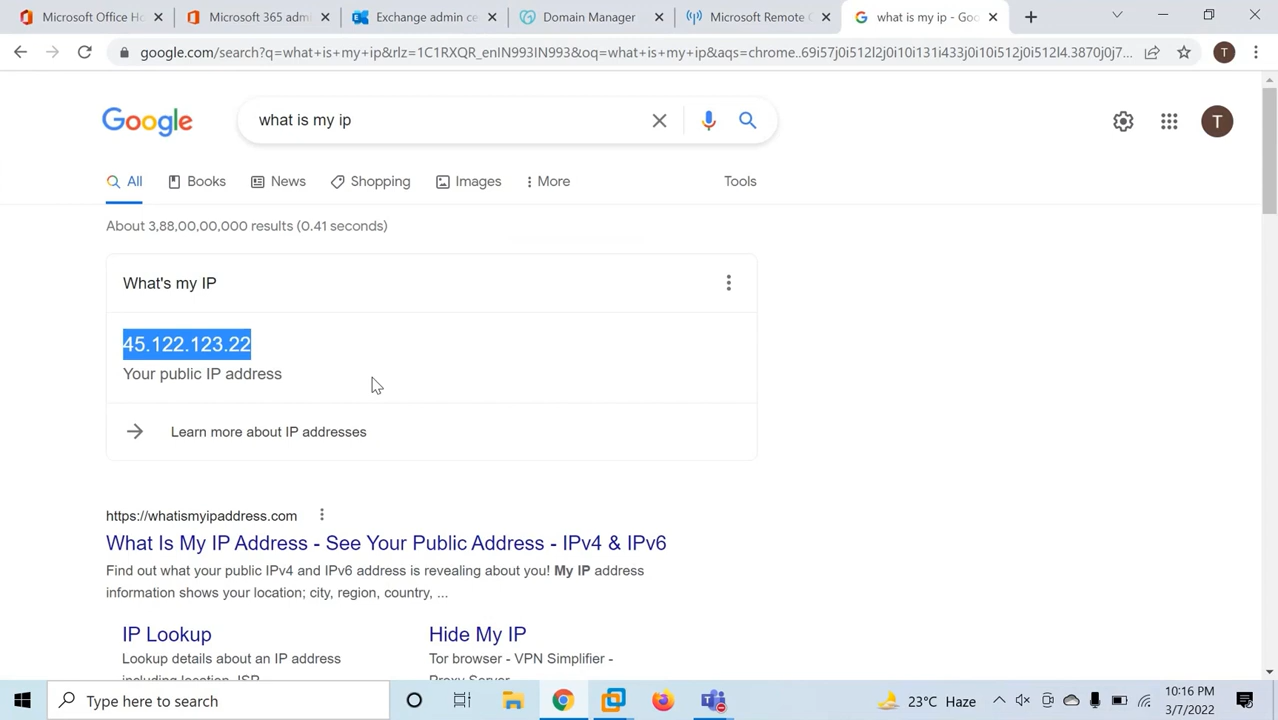 Microsoft Office Ho
Microsoft 365 admi
Exchange admin ce
Domain Manager
Microsoft Remote C
what is my ip - Goo
google.com/search?q=what+is+my+ip&rlz=1C1RXQR_enIN993IN993&oq=what+is+my+ip&aqs=chrome..69i57j0i512l2j0i10i131i433j0i10i512j0i512l4.3870j0j7...
T
Google
what is my ip
T
All
Books
News
Shopping
Images
More
Tools
About 3,88,00,00,000 results (0.41 seconds)
What's my IP
45.122.123.22
Your public IP address
Learn more about IP addresses
https://whatismyipaddress.com
What Is My IP Address - See Your Public Address - IPv4 & IPv6
Find out what your public IPv4 and IPv6 address is revealing about you! My IP address
information shows your location; city, region, country, ...
IP Lookup
Hide My IP
Lookup details about an IP address
Tor browser - VPN Simplifier -
including location, ISP
Proxy Server
Type here to search
23°C Haze
10:16 PM
3/7/2022